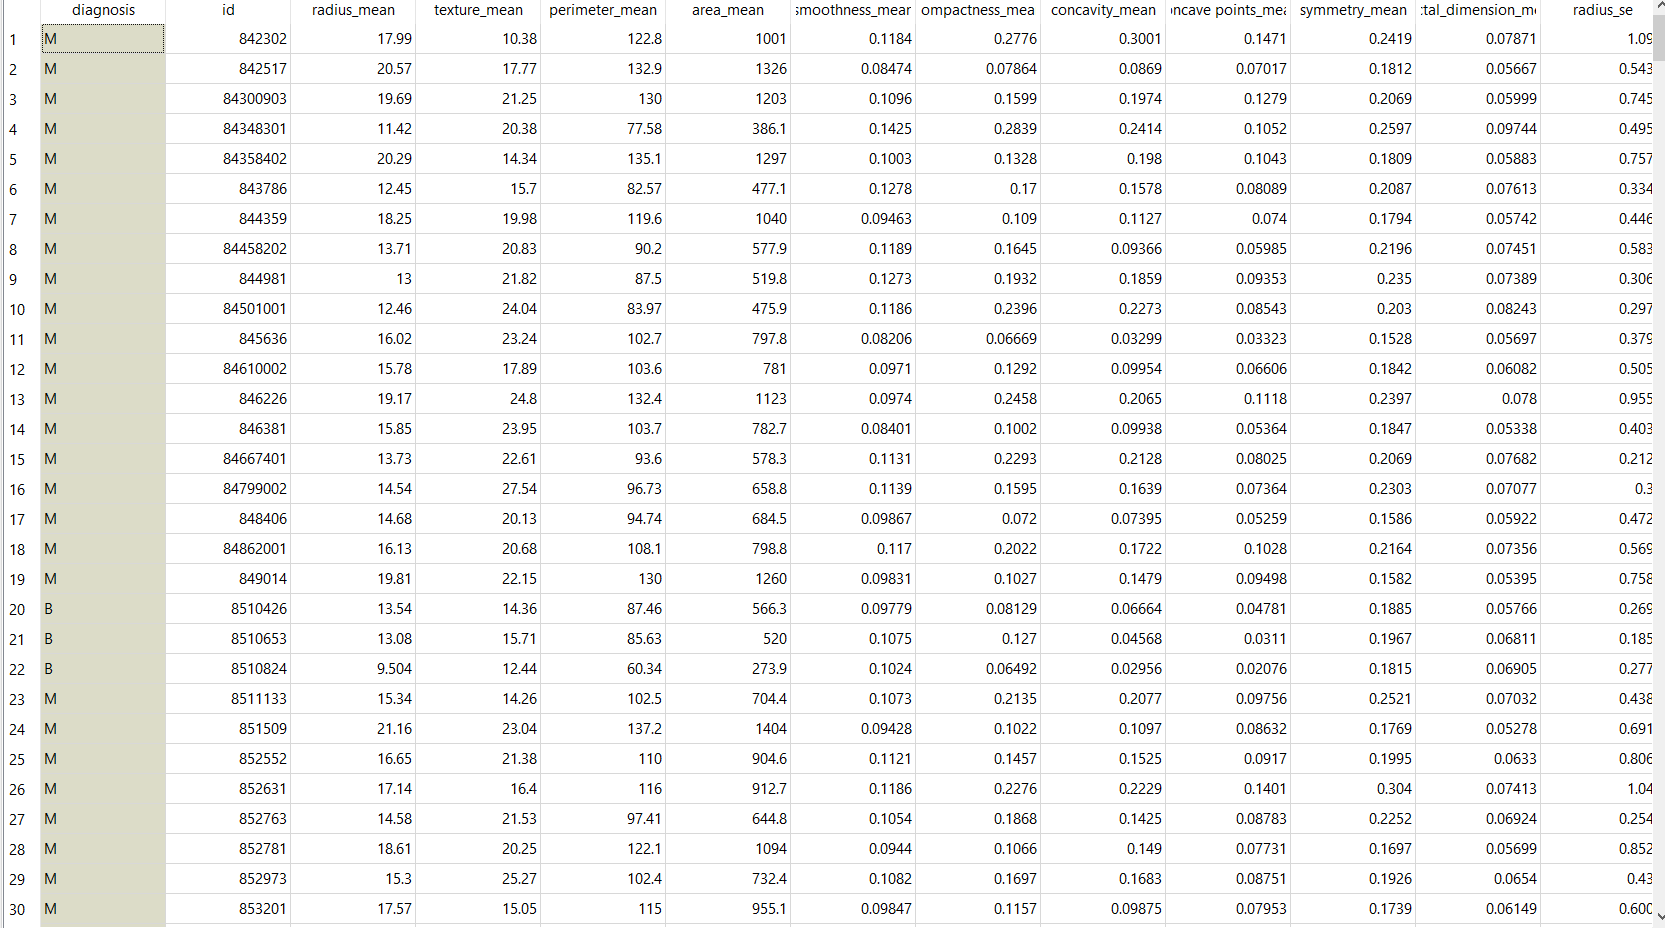 diagnosis id radius_mean texture_mean perimeter_mean area_mean smoothness_mear ompactness_mea concavity_mean oncave points_mea symmetry_mean tal_dimension_m radius_se
1 M 842302 17.99 10.38 122.8 1001 0.1184 0.2776 0.3001 0.1471 0.2419 0.07871 1.09
2 M 842517 20.57 17.77 132.9 1326 0.08474 0.07864 0.0869 0.07017 0.1812 0.05667 0.543
3 M 84300903 19.69 21.25 130 1203 0.1096 0.1599 0.1974 0.1279 0.2069 0.05999 0.745
4 M 84348301 11.42 20.38 77.58 386.1 0.1425 0.2839 0.2414 0.1052 0.2597 0.09744 0.495
5 M 84358402 20.29 14.34 135.1 1297 0.1003 0.1328 0.198 0.1043 0.1809 0.05883 0.757
6 M 843786 12.45 15.7 82.57 477.1 0.1278 0.17 0.1578 0.08089 0.2087 0.07613 0.334
7 M 844359 18.25 19.98 119.6 1040 0.09463 0.109 0.1127 0.074 0.1794 0.05742 0.446
8 M 84458202 13.71 20.83 90.2 577.9 0.1189 0.1645 0.09366 0.05985 0.2196 0.07451 0.583
9 M 844981 13 21.82 87.5 519.8 0.1273 0.1932 0.1859 0.09353 0.235 0.07389 0.306
10 M 84501001 12.46 24.04 83.97 475.9 0.1186 0.2396 0.2273 0.08543 0.203 0.08243 0.297
11 M 845636 16.02 23.24 102.7 797.8 0.08206 0.06669 0.03299 0.03323 0.1528 0.05697 0.379
12 M 84610002 15.78 17.89 103.6 781 0.0971 0.1292 0.09954 0.06606 0.1842 0.06082 0.505
13 M 846226 19.17 24.8 132.4 1123 0.0974 0.2458 0.2065 0.1118 0.2397 0.078 0.955
14 M 846381 15.85 23.95 103.7 782.7 0.08401 0.1002 0.09938 0.05364 0.1847 0.05338 0.403
15 M 84667401 13.73 22.61 93.6 578.3 0.1131 0.2293 0.2128 0.08025 0.2069 0.07682 0.212
16 M 84799002 14.54 27.54 96.73 658.8 0.1139 0.1595 0.1639 0.07364 0.2303 0.07077 0.3
17 M 848406 14.68 20.13 94.74 684.5 0.09867 0.072 0.07395 0.05259 0.1586 0.05922 0.472
18 M 84862001 16.13 20.68 108.1 798.8 0.117 0.2022 0.1722 0.1028 0.2164 0.07356 0.569
19 M 849014 19.81 22.15 130 1260 0.09831 0.1027 0.1479 0.09498 0.1582 0.05395 0.758
20 B 8510426 13.54 14.36 87.46 566.3 0.09779 0.08129 0.06664 0.04781 0.1885 0.05766 0.269
21 B 8510653 13.08 15.71 85.63 520 0.1075 0.127 0.04568 0.0311 0.1967 0.06811 0.185
22 B 8510824 9.504 12.44 60.34 273.9 0.1024 0.06492 0.02956 0.02076 0.1815 0.06905 0.277
23 M 8511133 15.34 14.26 102.5 704.4 0.1073 0.2135 0.2077 0.09756 0.2521 0.07032 0.438
24 M 851509 21.16 23.04 137.2 1404 0.09428 0.1022 0.1097 0.08632 0.1769 0.05278 0.691
25 M 852552 16.65 21.38 110 904.6 0.1121 0.1457 0.1525 0.0917 0.1995 0.0633 0.806
26 M 852631 17.14 16.4 116 912.7 0.1186 0.2276 0.2229 0.1401 0.304 0.07413 1.04
27 M 852763 14.58 21.53 97.41 644.8 0.1054 0.1868 0.1425 0.08783 0.2252 0.06924 0.254
28 M 852781 18.61 20.25 122.1 1094 0.0944 0.1066 0.149 0.07731 0.1697 0.05699 0.852
29 M 852973 15.3 25.27 102.4 732.4 0.1082 0.1697 0.1683 0.08751 0.1926 0.0654 0.43
30 M 853201 17.57 15.05 115 955.1 0.09847 0.1157 0.09875 0.07953 0.1739 0.06149 0.600